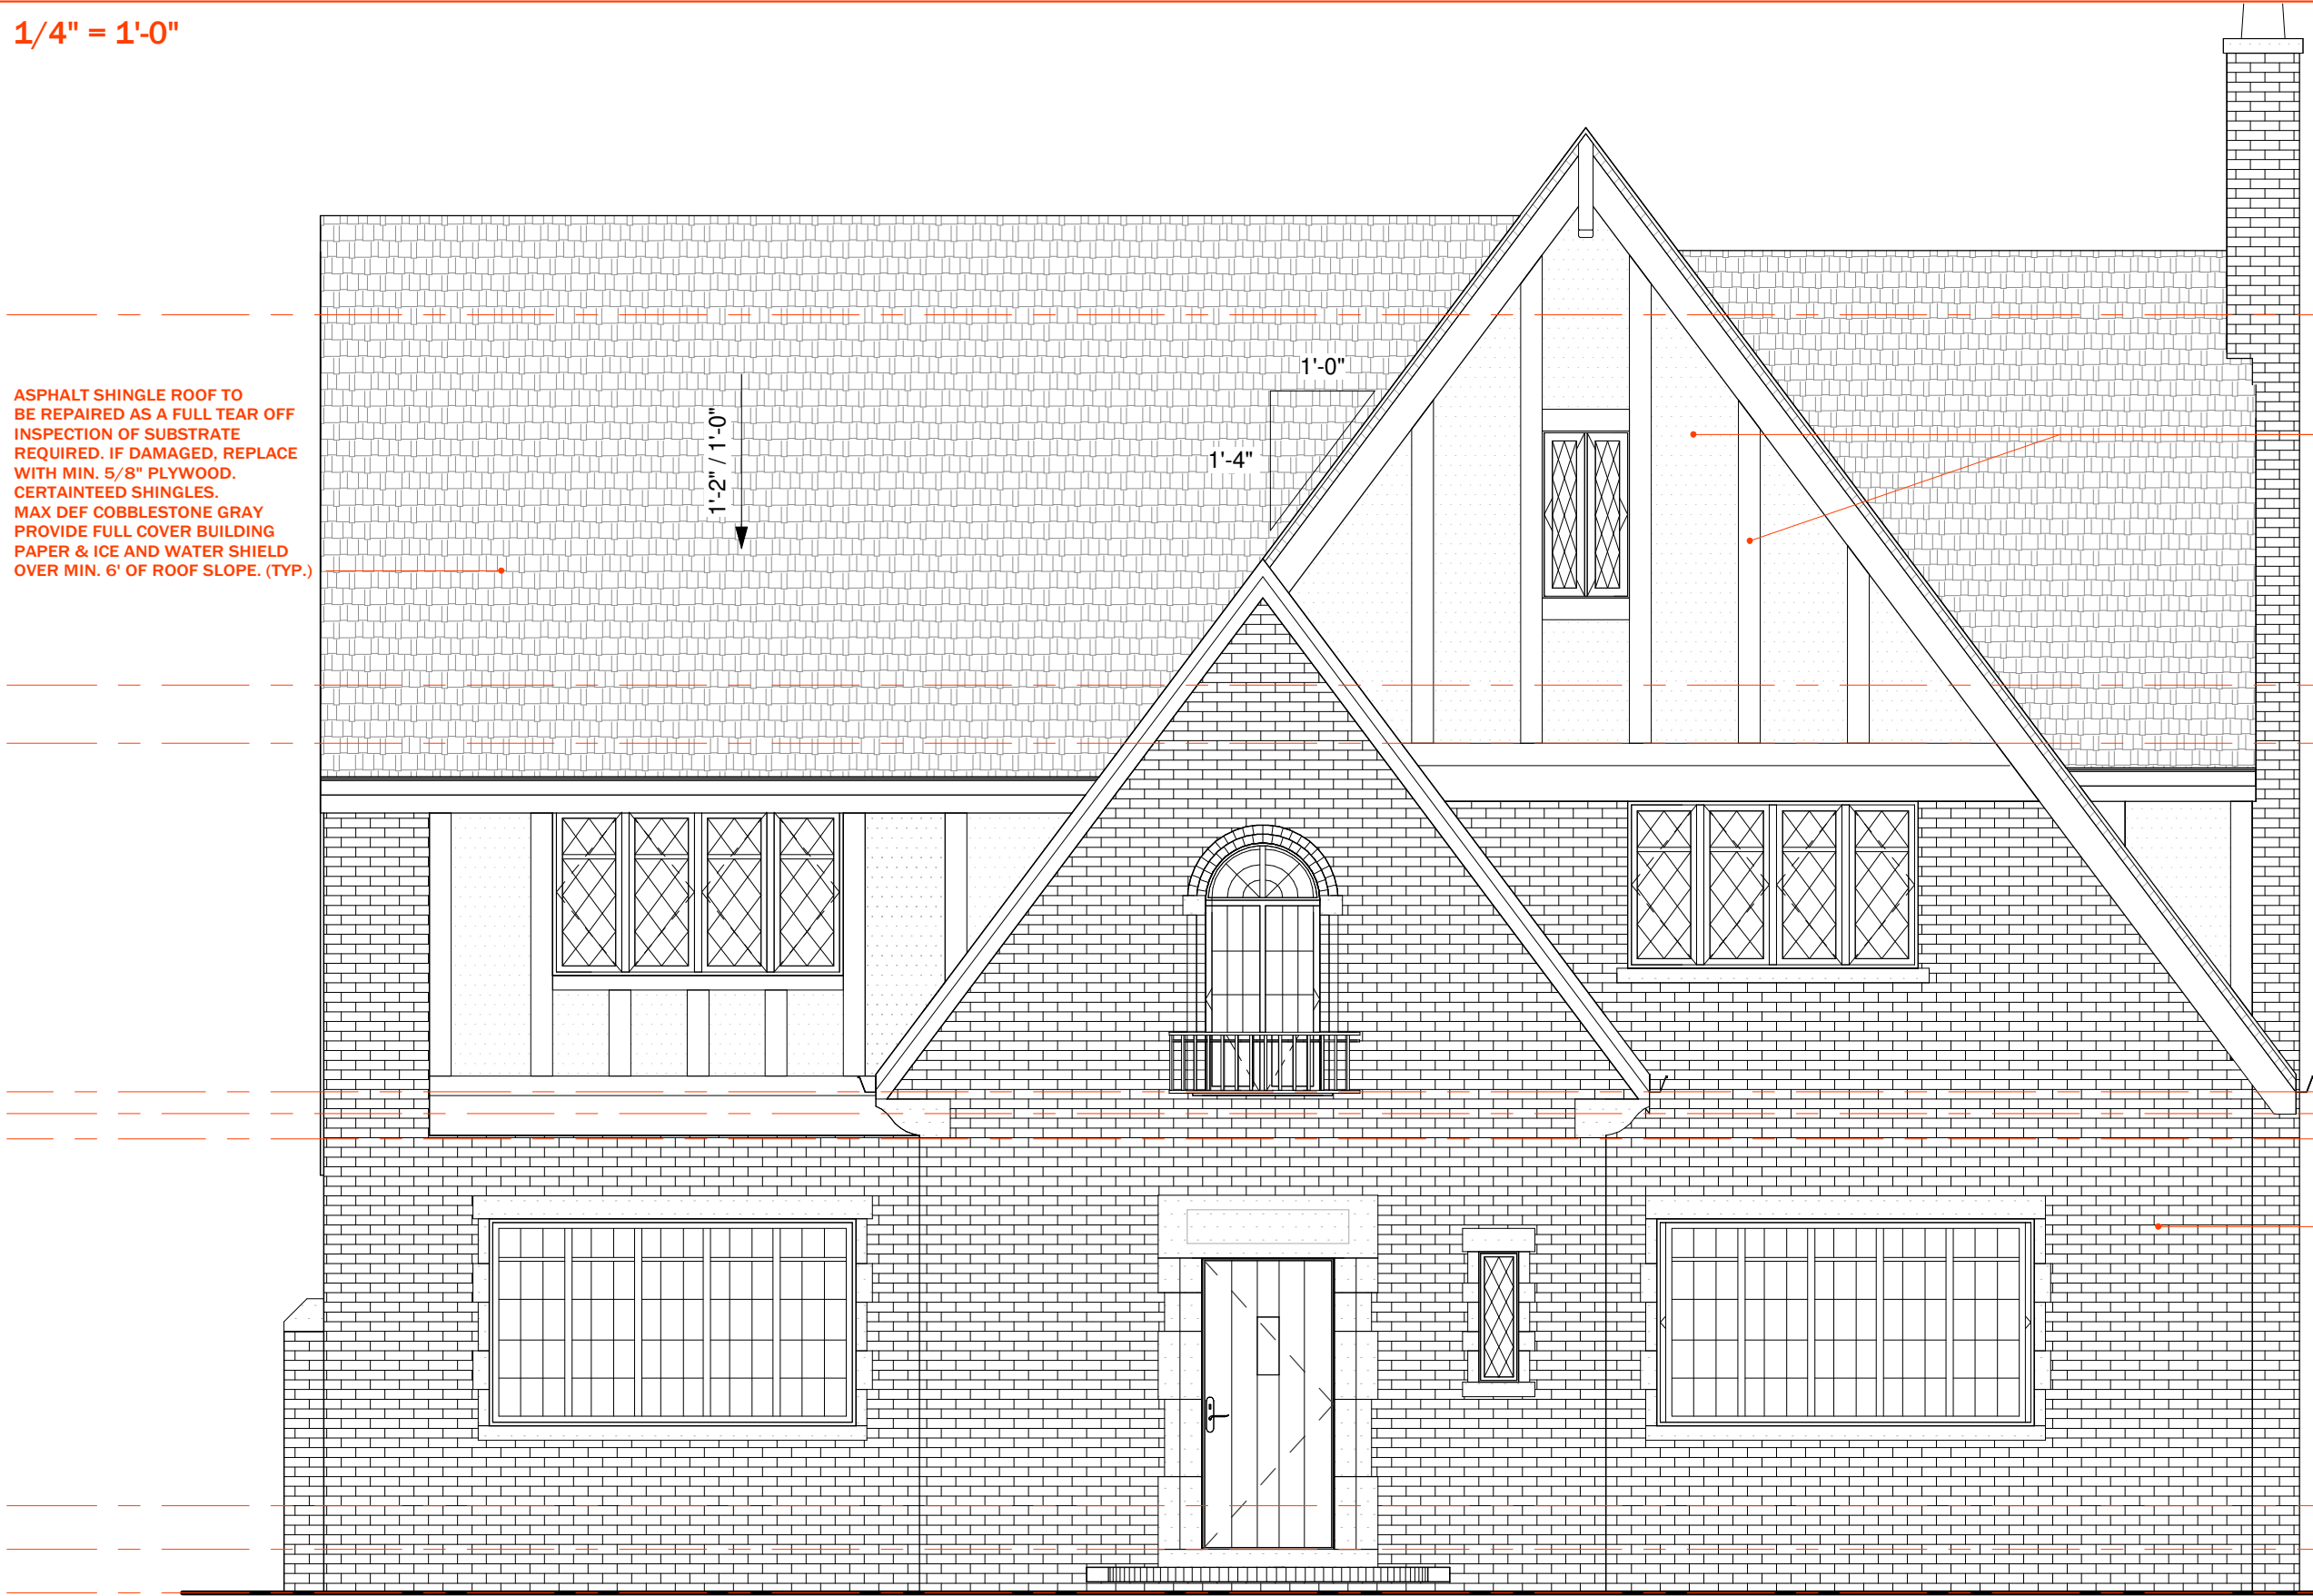 1/4" = 1'-0"
1'-0"
1'-4"
1'-2" / 1'-0"
ASPHALT SHINGLE ROOF TO
BE REPAIRED AS A FULL TEAR OFF
INSPECTION OF SUBSTRATE
REQUIRED. IF DAMAGED, REPLACE
WITH MIN. 5/8" PLYWOOD.
CERTAINTEED SHINGLES.
MAX DEF COBBLESTONE GRAY
PROVIDE FULL COVER BUILDING
PAPER & ICE AND WATER SHIELD
OVER MIN. 6' OF ROOF SLOPE. (TYP.)